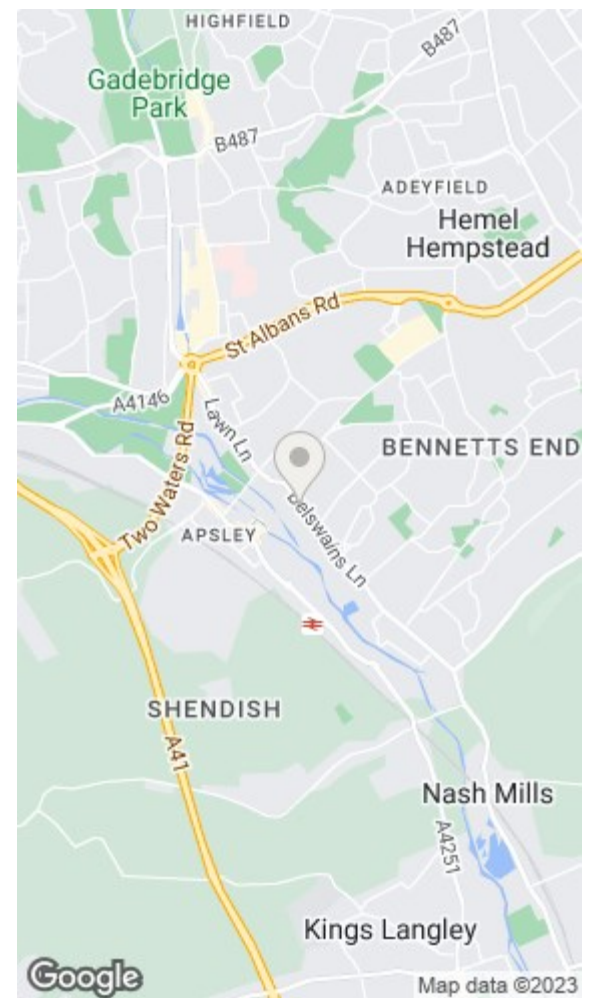 HIGHFIELD
B487
Gadebridge
Park
B487
ADEYFIELD
Hemel
Hempstead
St Albans Rd
A4146
Lawn Ln
BENNETTS END
Two Waters Rd
Belswains Ln
APSLEY
SHENDISH
A41
Nash Mills
A4251
Kings Langley
Google
Map data ©2023